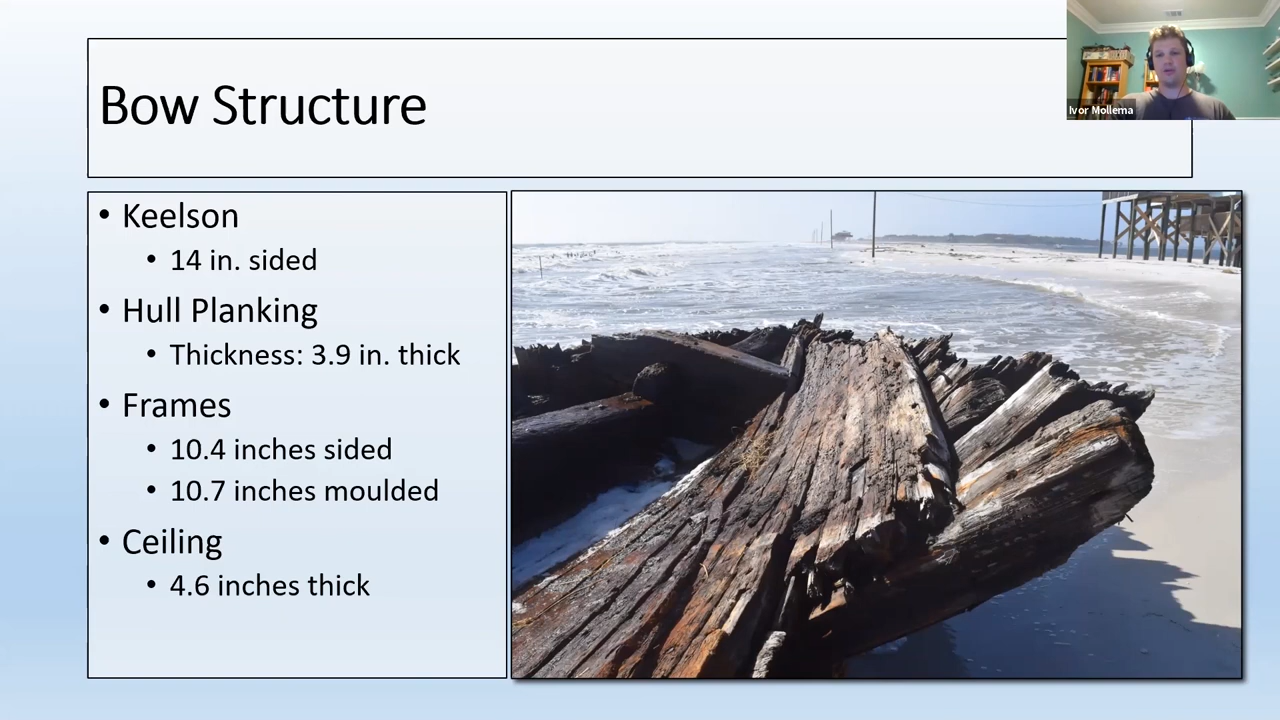 Bow Structure
Ivor Mollema
• Keelson
• 14 in. sided
• Hull Planking
• Thickness: 3.9 in. thick
• Frames
• 10.4 inches sided
• 10.7 inches moulded
• Ceiling
• 4.6 inches thick